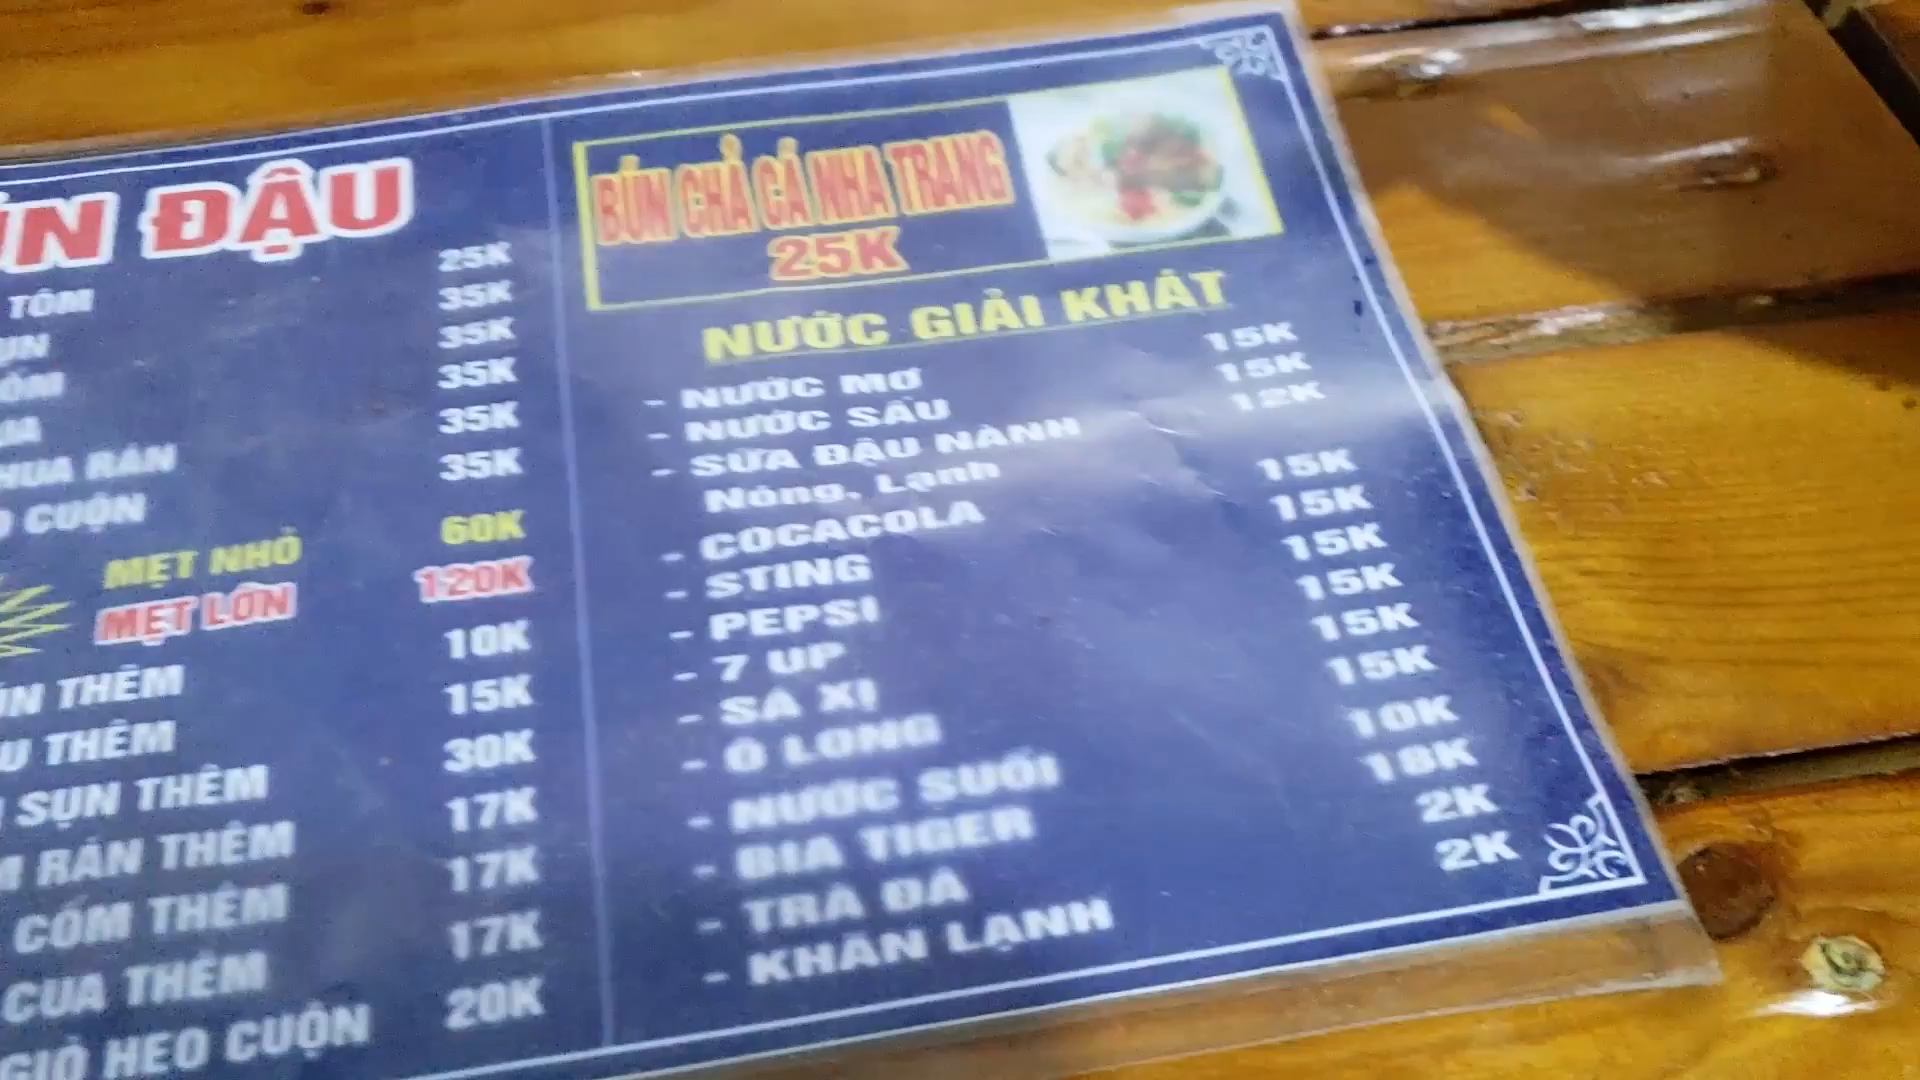 ĐẬU
25K
TÔM 35K
35K
35K
35K
RÁN 35K
CUỘN
MẸT NHỎ 60K
MẸT LỚN 120K
10K
THÊM 15K
THÊM 30K
SỤN THÊM 17K
RÁN THÊM 17K
CỐM THÊM 17K
CUA THÊM 20K
GIÒ HEO CUỘN
BÚN CHẢ CÁ NHA TRANG
25K
NƯỚC GIẢI KHÁT
- NƯỚC MƠ 15K
- NƯỚC SẤU 15K
- SỮA ĐẬU NÀNH 12K
Nóng, Lạnh
- COCACOLA 15K
- STING 15K
- PEPSI 15K
- 7 UP 15K
- SÁ XỊ 15K
- Ô LONG 15K
- NƯỚC SUỐI 10K
- BIA TIGER 18K
- TRÀ ĐÁ 2K
- KHĂN LẠNH 2K